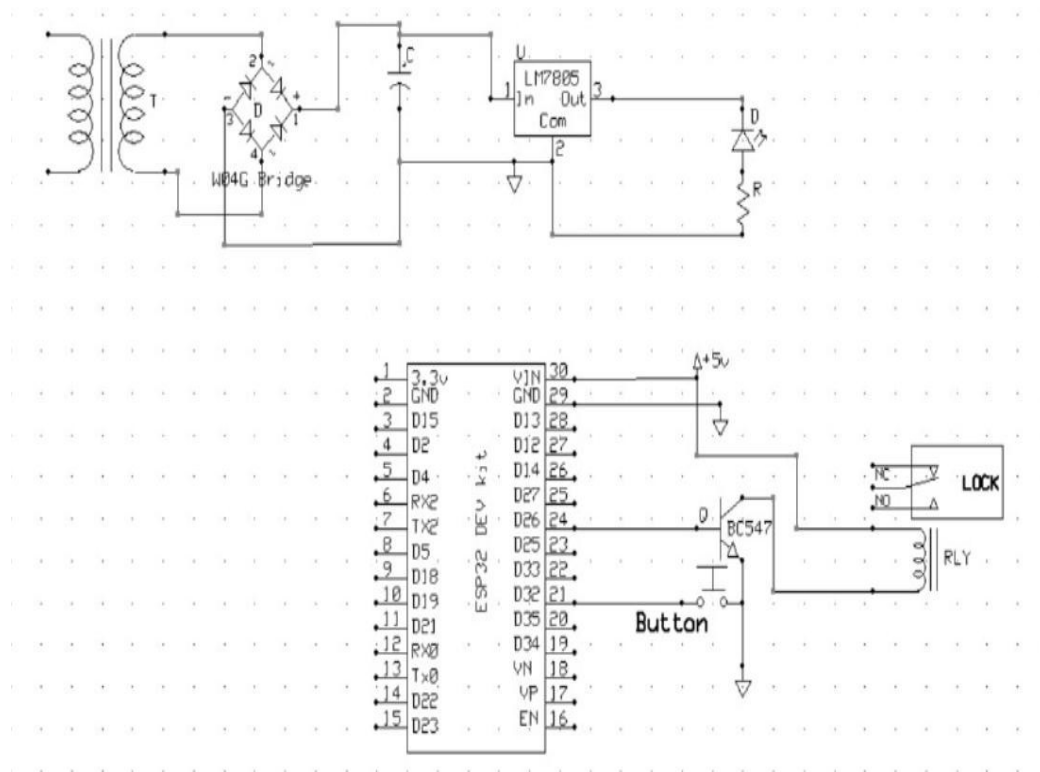 T
2
~
-
+
3
D
1
4
~
W04G Bridge
C
+
U
LM7805
1
In
Out
3
Com
2
D
R
+5v
1
3.3v
VIN
30
2
GND
GND
29
3
D15
D13
28
4
D2
D12
27
5
D4
D14
26
6
RX2
D27
25
7
TX2
D26
24
8
D5
D25
23
9
D18
D33
22
10
D19
D32
21
11
D21
D35
20
12
RX0
D34
19
13
Tx0
VN
18
14
D22
VP
17
15
D23
EN
16
ESP32 DEV kit
Q
BC547
Button
NC
NO
LOCK
RLY